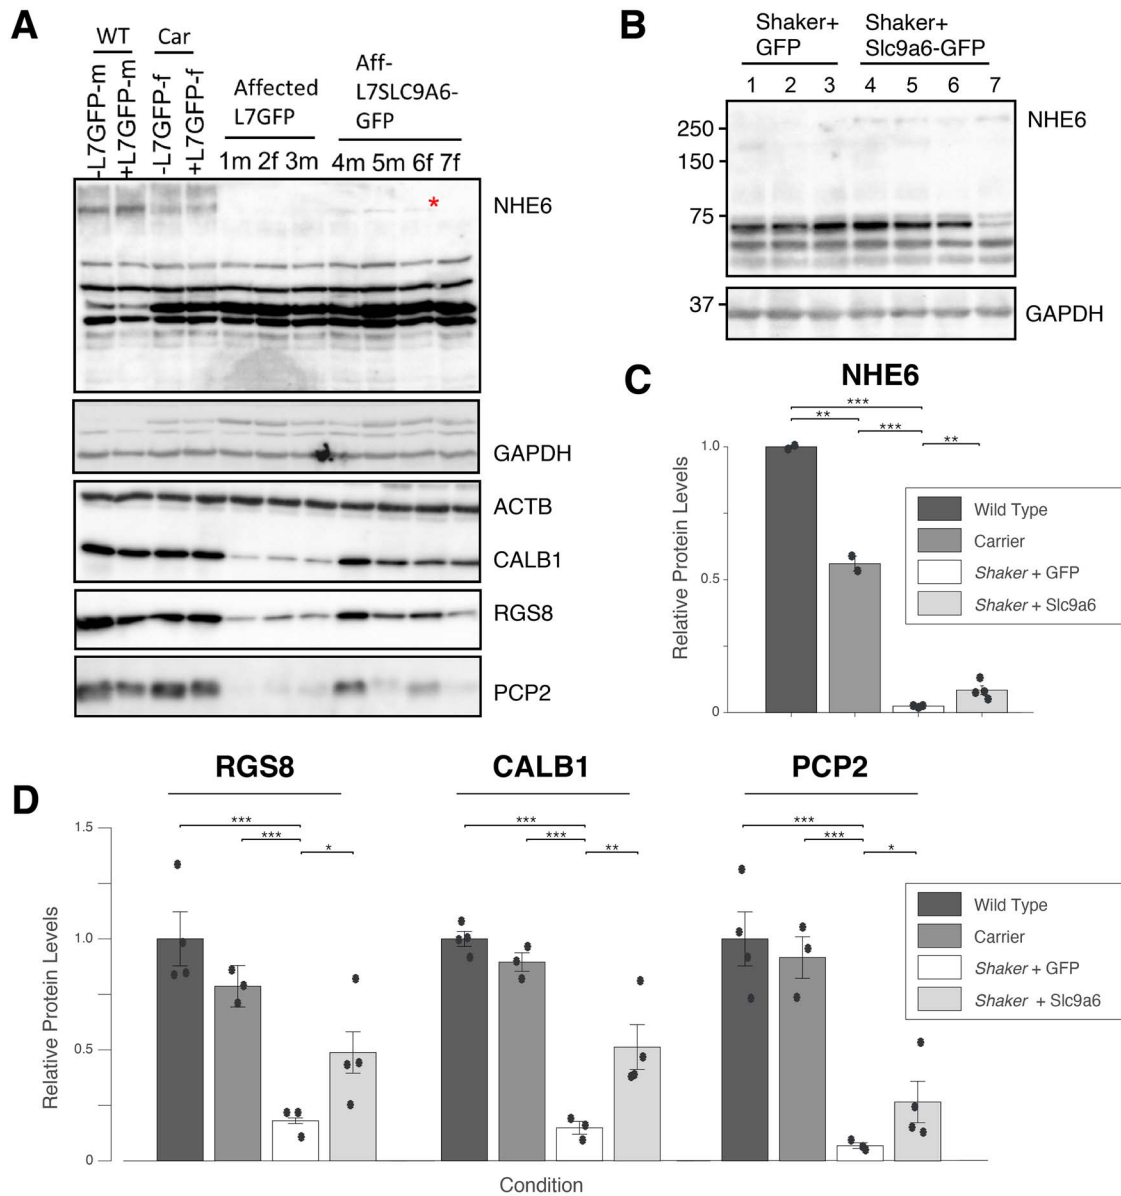 A
WT
Car
-L7GFP-m
+L7GFP-m
-L7GFP-f
+L7GFP-f
Affected
L7GFP
Aff-
L7SLC9A6-
GFP
1m 2f 3m
4m 5m 6f 7f
*
NHE6
GAPDH
ACTB
CALB1
RGS8
PCP2
B
Shaker+
GFP
Shaker+
Slc9a6-GFP
1 2 3 4 5 6 7
250
150
75
37
NHE6
GAPDH
C
NHE6
***
**
***
**
Relative Protein Levels
1.0
0.5
0
Wild Type
Carrier
Shaker + GFP
Shaker + Slc9a6
D
RGS8
CALB1
PCP2
***
***
*
***
***
**
***
***
*
Relative Protein Levels
1.5
1.0
0.5
0
Wild Type
Carrier
Shaker + GFP
Shaker + Slc9a6
Condition